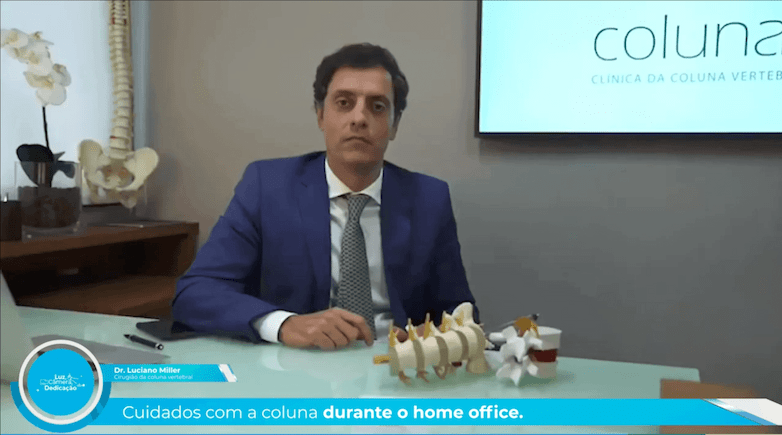 coluna
CLÍNICA DA COLUNA VERTEB
Luz,
Câmera,
Dedicação
Dr. Luciano Miller
Cirurgião da coluna vertebral
Cuidados com a coluna durante o home office.